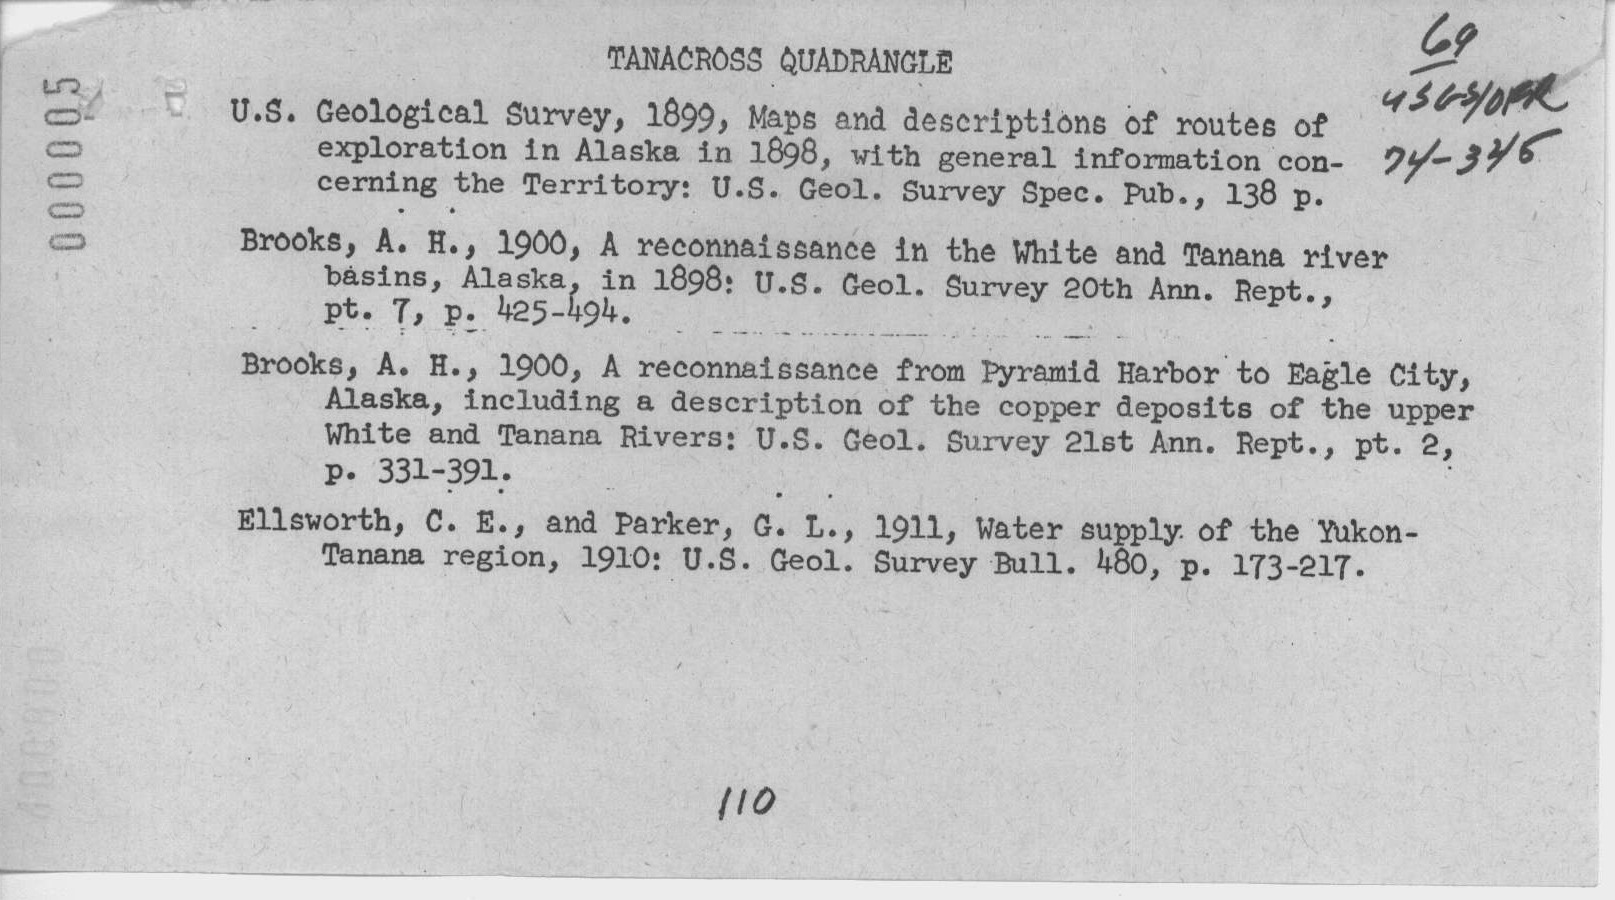 69
TANACROSS QUADRANGLE
USGS/OFR
74-346
000005
U.S. Geological Survey, 1899, Maps and descriptions of routes of
exploration in Alaska in 1898, with general information con-
cerning the Territory: U.S. Geol. Survey Spec. Pub., 138 p.
Brooks, A. H., 1900, A reconnaissance in the White and Tanana river
basins, Alaska, in 1898: U.S. Geol. Survey 20th Ann. Rept.,
pt. 7, p. 425-494.
Brooks, A. H., 1900, A reconnaissance from Pyramid Harbor to Eagle City,
Alaska, including a description of the copper deposits of the upper
White and Tanana Rivers: U.S. Geol. Survey 21st Ann. Rept., pt. 2,
p. 331-391.
Ellsworth, C. E., and Parker, G. L., 1911, Water supply of the Yukon-
Tanana region, 1910: U.S. Geol. Survey Bull. 480, p. 173-217.
110